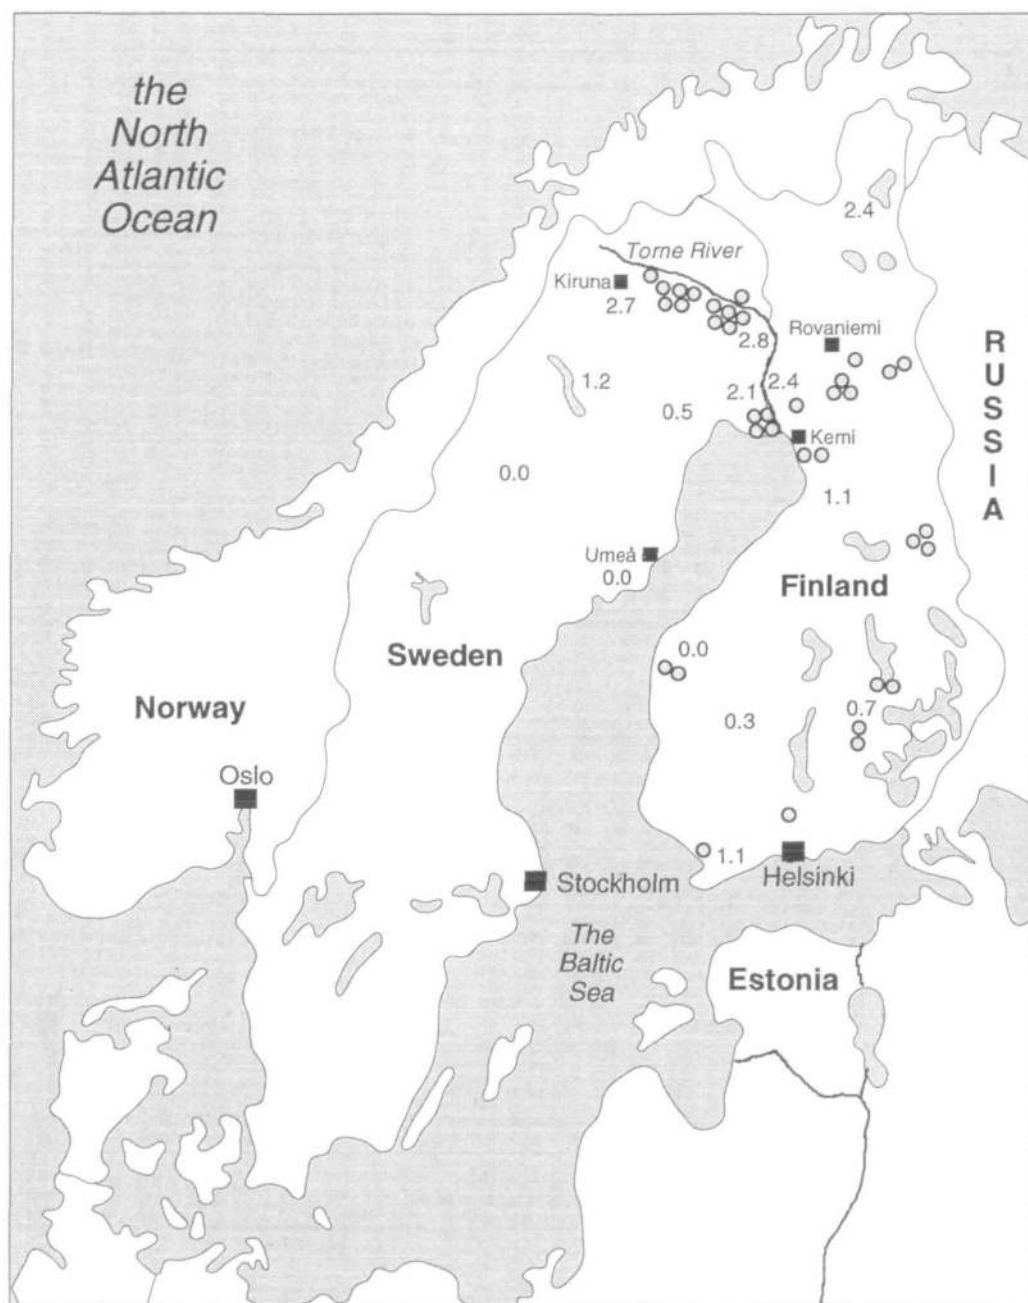 the
North
Atlantic
Ocean
2.4
Torne River
Kiruna
2.7
Rovaniemi
2.8
1.2
2.4
2.1
0.5
Kemi
0.0
1.1
Umeå
0.0
Finland
Sweden
0.0
Norway
0.7
0.3
Oslo
1.1
Helsinki
Stockholm
The
Baltic
Sea
Estonia
R
U
S
S
I
A